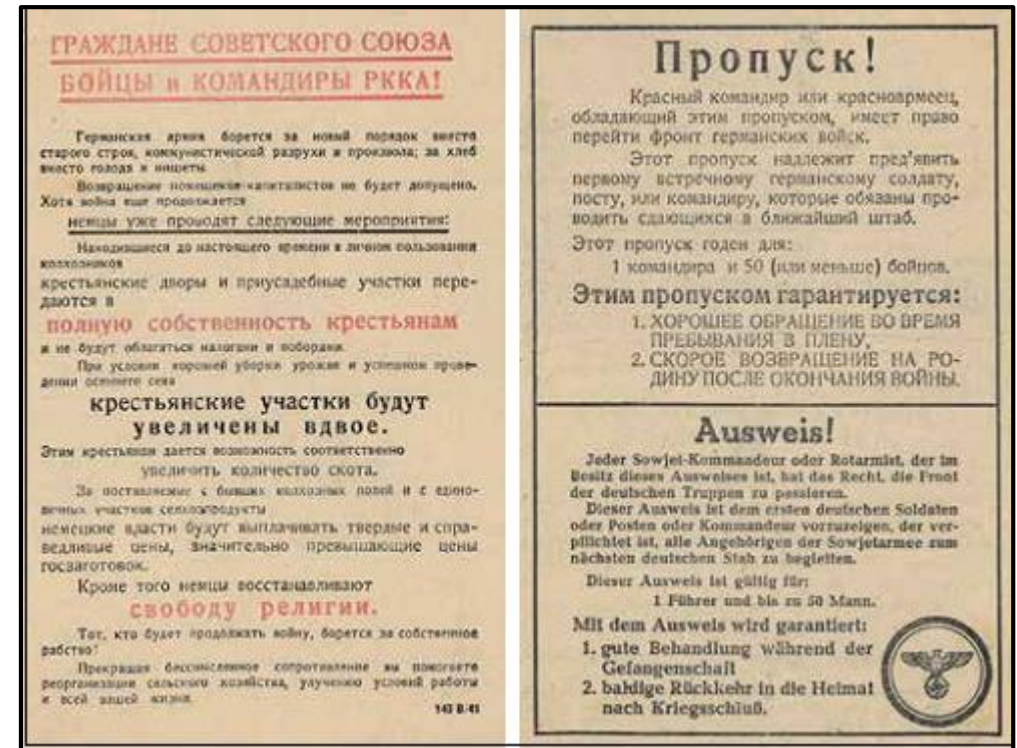 ГРАЖДАНЕ СОВЕТСКОГО СОЮЗА
БОЙЦЫ и КОМАНДИРЫ РККА!
Германская армия борется за новый порядок вместо
старого строя, коммунистической разрухи и произвола; за хлеб
вместо голода и нищеты.
Возвращение помещиков-капиталистов не будет допущено.
Хотя война еще продолжается
немцы уже проводят следующие мероприятия:
Находившиеся до настоящего времени в личном пользовании
колхозников
крестьянские дворы и приусадебные участки пере-
даются в
полную собственность крестьянам
и не будут облагаться налогами и поборами.
При условии хорошей уборки урожая и успешном прове-
дении осеннего сева
крестьянские участки будут
увеличены вдвое.
Этим крестьянам дается возможность соответственно
увеличить количество скота.
За поставляемые с бывших колхозных полей и с едино-
личных участков сельхозпродукты
немецкие власти будут выплачивать твердые и спра-
ведливые цены, значительно превышающие цены
госзаготовок.
Кроме того немцы восстанавливают
свободу религии.
Тот, кто будет продолжать войну, борется за собственное
рабство!
Прекращая бессмысленное сопротивление вы помогаете
реорганизации сельского хозяйства, улучению условий работы
и всей вашей жизни.
143 B-41
Пропуск!
Красный командир или красноармеец,
обладающий этим пропуском, имеет право
перейти фронт германских войск.
Этот пропуск надлежит пред'явить
первому встречному германскому солдату,
посту, или командиру, которые обязаны про-
водить сдающихся в ближайший штаб.
Этот пропуск годен для:
1 командира и 50 (или меньше) бойцов.
Этим пропуском гарантируется:
1. ХОРОШЕЕ ОБРАЩЕНИЕ ВО ВРЕМЯ
ПРЕБЫВАНИЯ В ПЛЕНУ,
2. СКОРОЕ ВОЗВРАЩЕНИЕ НА РО-
ДИНУ ПОСЛЕ ОКОНЧАНИЯ ВОЙНЫ.
Ausweis!
Jeder Sowjet-Kommandeur oder Rotarmist, der im
Besitz dieses Ausweises ist, hat das Recht, die Front
der deutschen Truppen zu passieren.
Dieser Ausweis ist dem ersten deutschen Soldaten
oder Posten oder Kommandeur vorzuzeigen, der ver-
pflichtet ist, alle Angehörigen der Sowjetarmee zum
nächsten deutschen Stab zu begleiten.
Dieser Ausweis ist gültig für:
1 Führer und bis zu 50 Mann.
Mit dem Ausweis wird garantiert:
1. gute Behandlung während der
Gefangenschaft
2. baldige Rückkehr in die Heimat
nach Kriegsschluß.